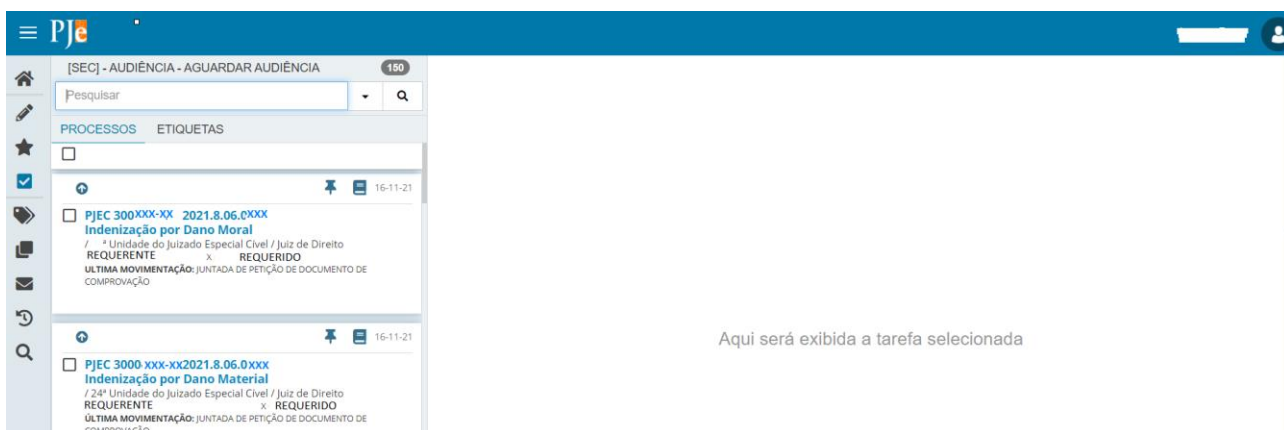 PJe
[SEC] - AUDIÊNCIA - AGUARDAR AUDIÊNCIA 150
Pesquisar
PROCESSOS ETIQUETAS
16-11-21
PJEC 300XXX-XX 2021.8.06.0XXX
Indenização por Dano Moral
/ ª Unidade do Juizado Especial Cível / Juiz de Direito
REQUERENTE X REQUERIDO
ULTIMA MOVIMENTAÇÃO: JUNTADA DE PETIÇÃO DE DOCUMENTO DE
COMPROVAÇÃO
16-11-21
PJEC 3000-xxx-xx2021.8.06.0xxx
Indenização por Dano Material
/ 24ª Unidade do Juizado Especial Cível / Juiz de Direito
REQUERENTE X REQUERIDO
ÚLTIMA MOVIMENTAÇÃO: JUNTADA DE PETIÇÃO DE DOCUMENTO DE
COMPROVAÇÃO
Aqui será exibida a tarefa selecionada